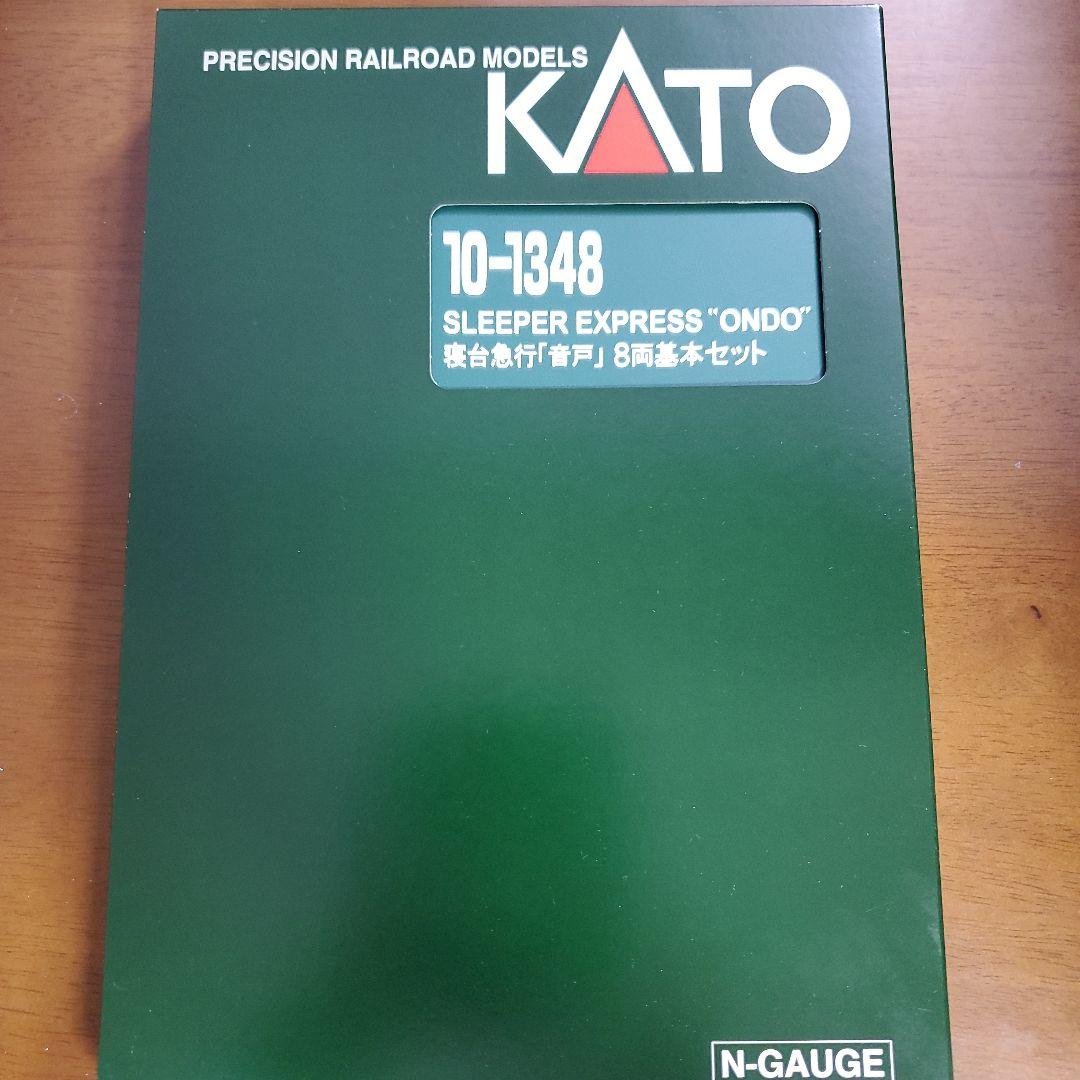 PRECISION RAILROAD MODELS
KATO
10-1348
SLEEPER EXPRESS "ONDO"
寝台急行「音戸」 8両基本セット
N-GAUGE